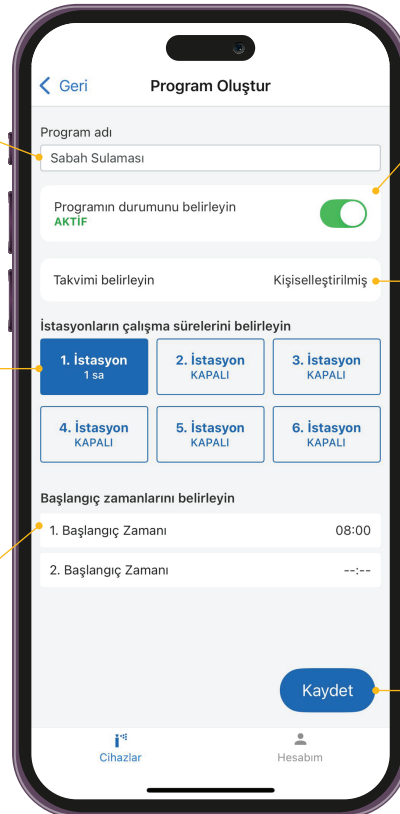 Geri
Program Oluştur
Program adı
Sabah Sulaması
Programın durumunu belirleyin
AKTİF
Takvimi belirleyin
Kişiselleştirilmiş
İstasyonların çalışma sürelerini belirleyin
1. İstasyon
1 sa
2. İstasyon
KAPALI
3. İstasyon
KAPALI
4. İstasyon
KAPALI
5. İstasyon
KAPALI
6. İstasyon
KAPALI
Başlangıç zamanlarını belirleyin
1. Başlangıç Zamanı
08:00
2. Başlangıç Zamanı
--:--
Kaydet
Cihazlar
Hesabım